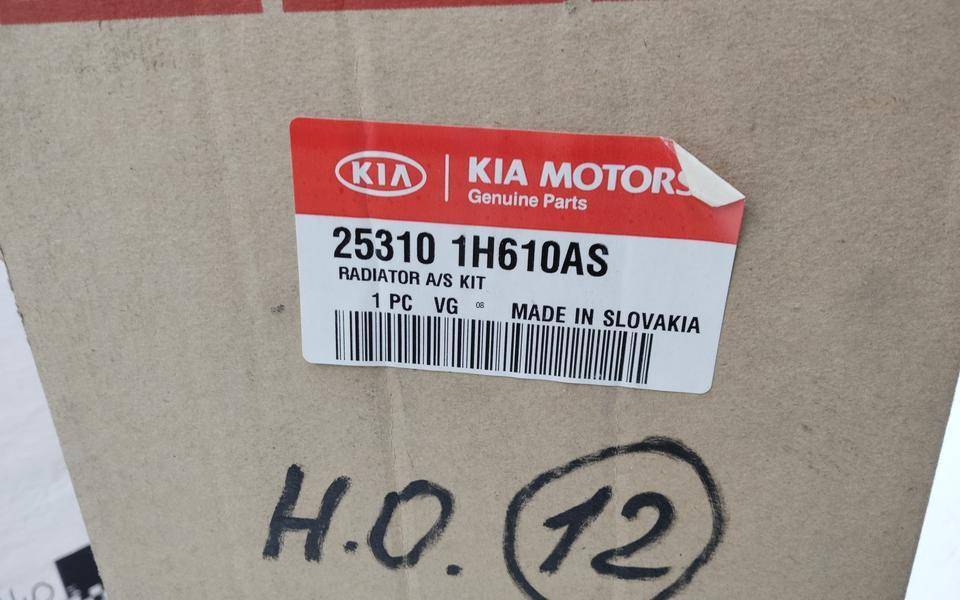 KIA
KIA MOTORS
Genuine Parts
25310 1H610AS
RADIATOR A/S KIT
1 PC VG 08 MADE IN SLOVAKIA
H.O. 12